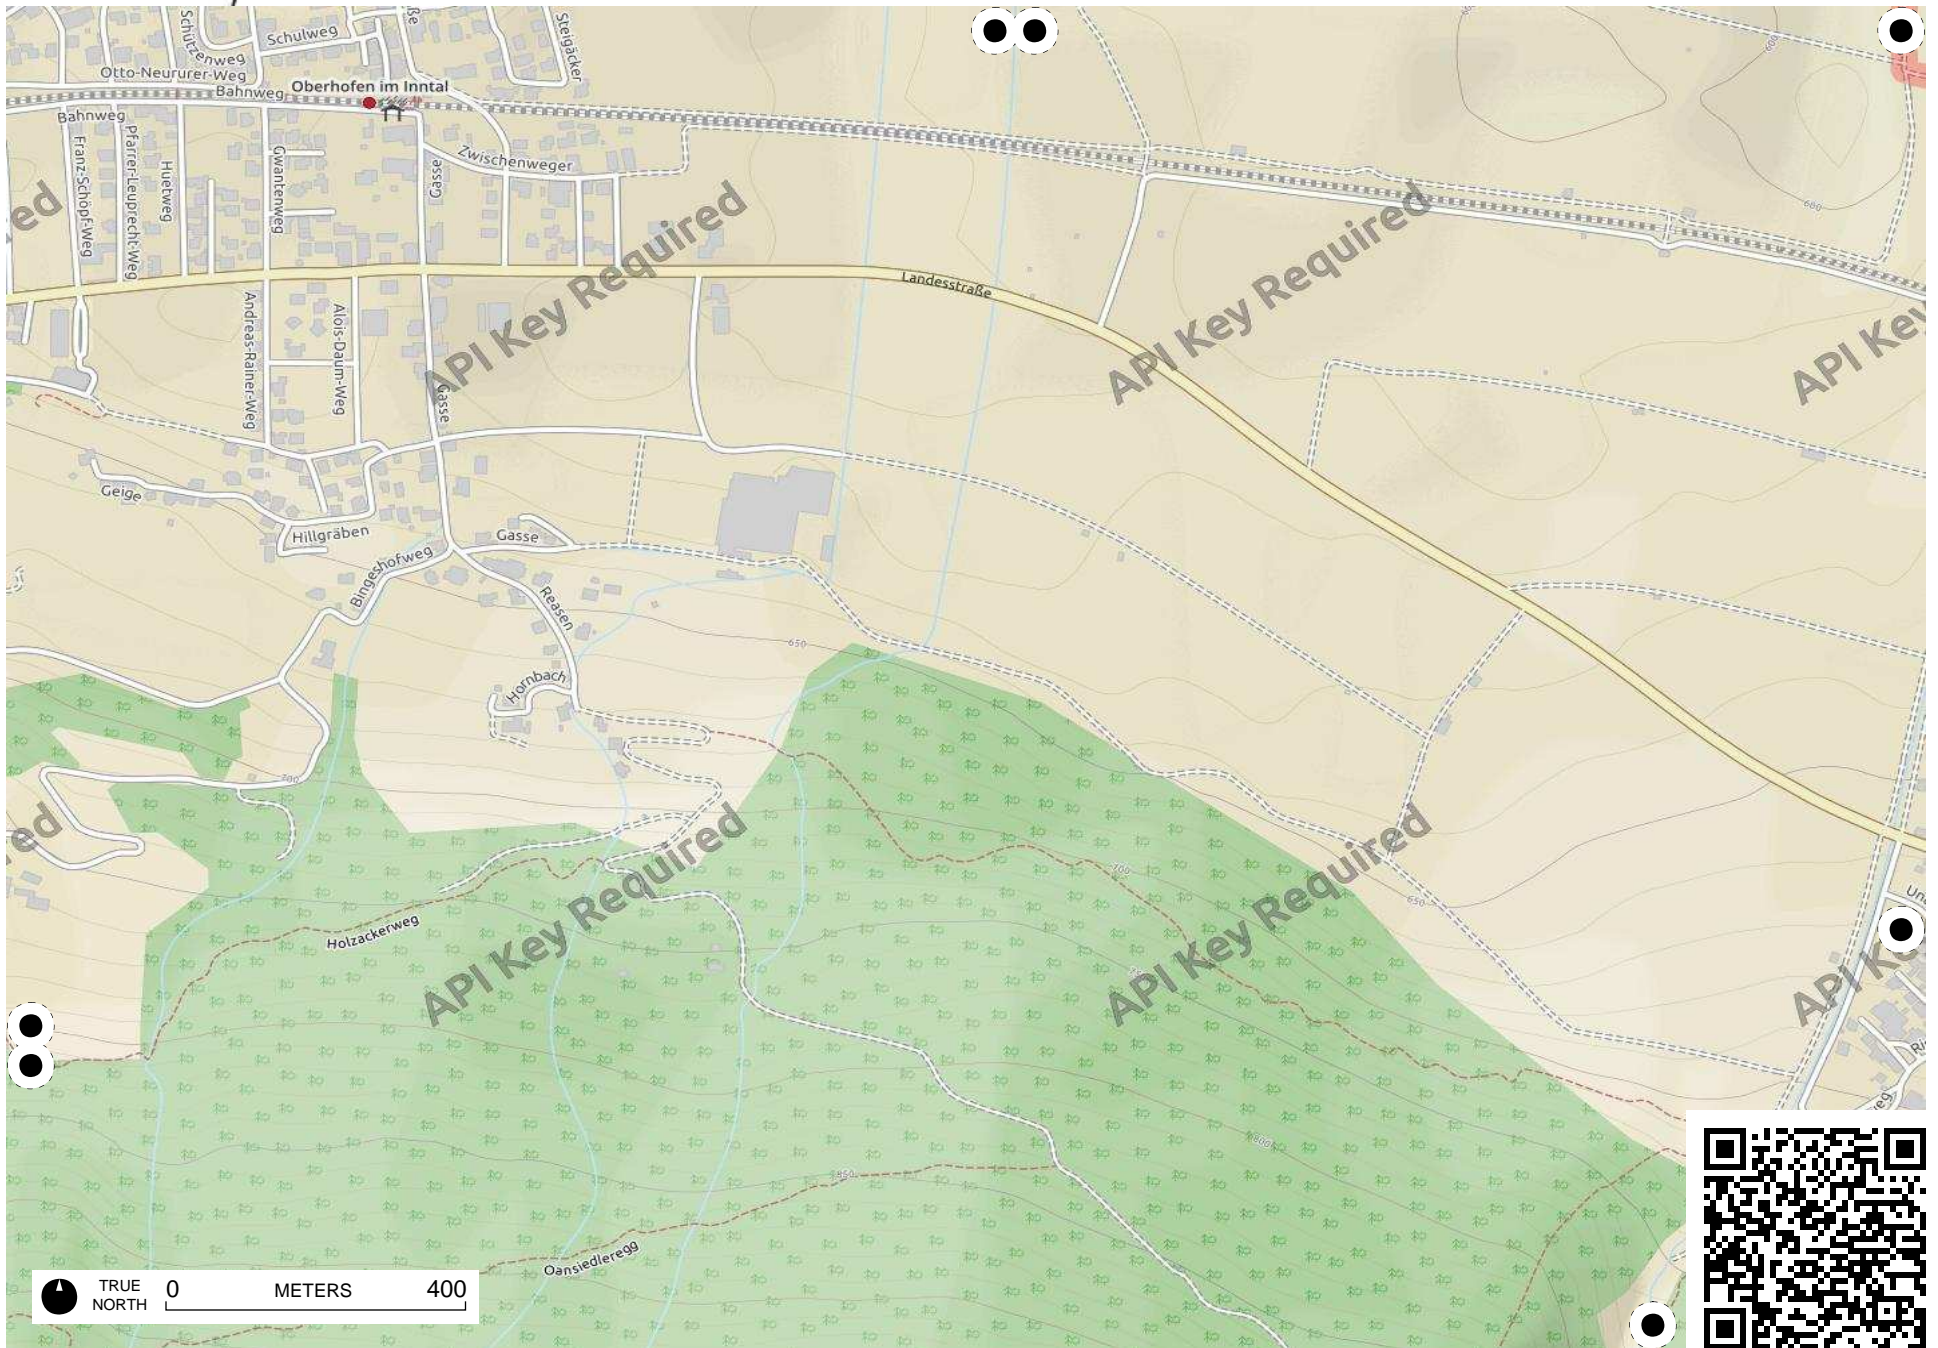 Schützenweg
Schulweg
Steigäcker
Otto-Neururer-Weg
Bahnweg
Oberhofen im Inntal
Bahnweg
Franz-Schöpf-Weg
Pfarrer-Leuprecht-Weg
Huetweg
Gwantenweg
Gasse
Zwischenweger
600
600
API Key Required
API Key Required
API Key
Landesstraße
Andreas-Rainer-Weg
Alois-Daum-Weg
Gasse
Geige
Hillgräben
Bingeshofweg
Gasse
Reasen
Hornbach
650
700
700
650
Holzackerweg
API Key Required
API Key Required
800
850
Oansiedleregg
TRUE
NORTH
0 METERS 400